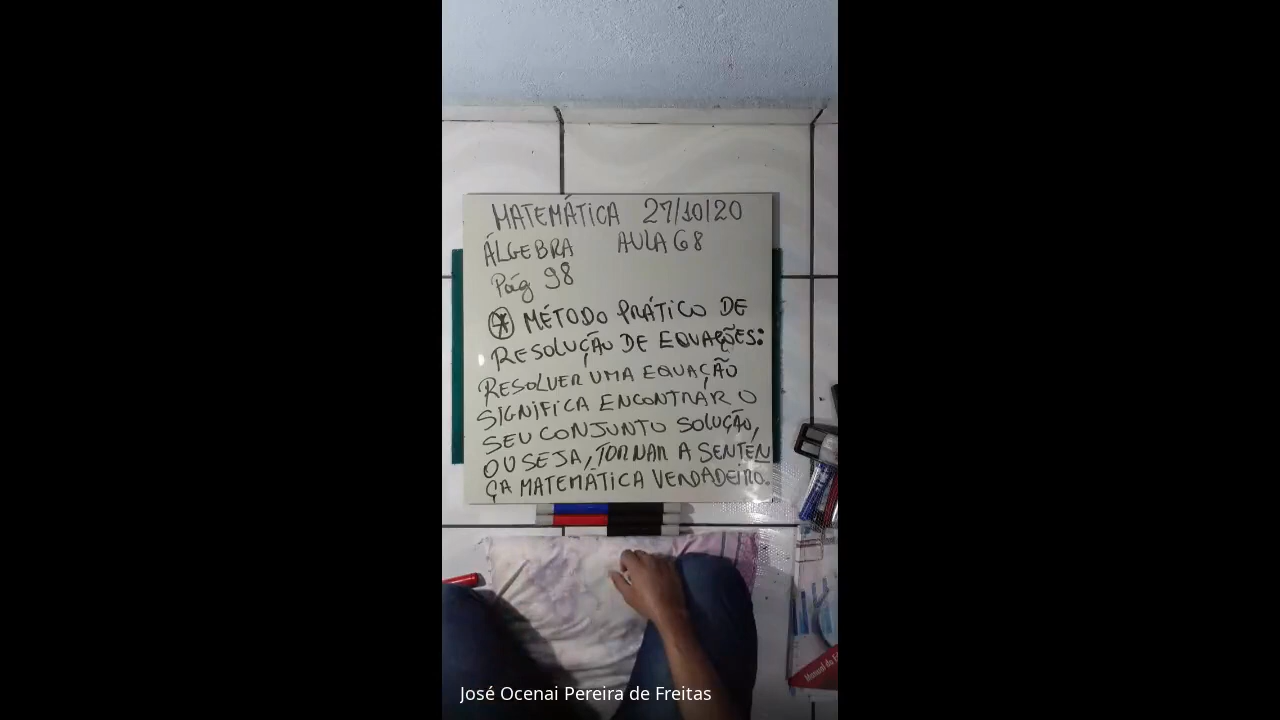 MATEMÁTICA 27/10/20
ÁLGEBRA AULA 68
Pág 98
* MÉTODO PRÁTICO DE
RESOLUÇÃO DE EQUAÇÕES:
RESOLVER UMA EQUAÇÃO
SIGNIFICA ENCONTRAR O
SEU CONJUNTO SOLUÇÃO,
OU SEJA, TORNAR A SENTEN
ÇA MATEMÁTICA VERDADEIRO.
José Ocenai Pereira de Freitas